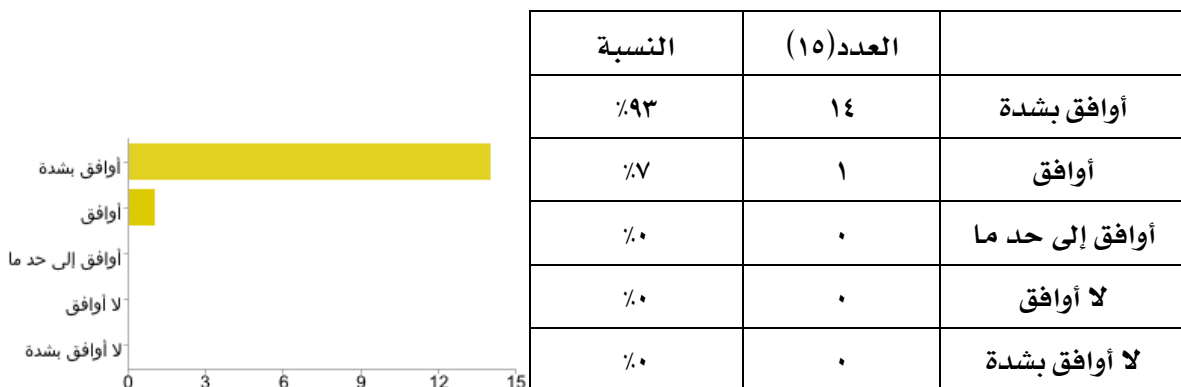 العدد(١٥) النسبة
أوافق بشدة ١٤ ٩٣٪
أوافق ١ ٧٪
أوافق إلى حد ما ٠ ٠٪
لا أوافق ٠ ٠٪
لا أوافق بشدة ٠ ٠٪
أوافق بشدة
أوافق
أوافق إلى حد ما
لا أوافق
لا أوافق بشدة
0 3 6 9 12 15